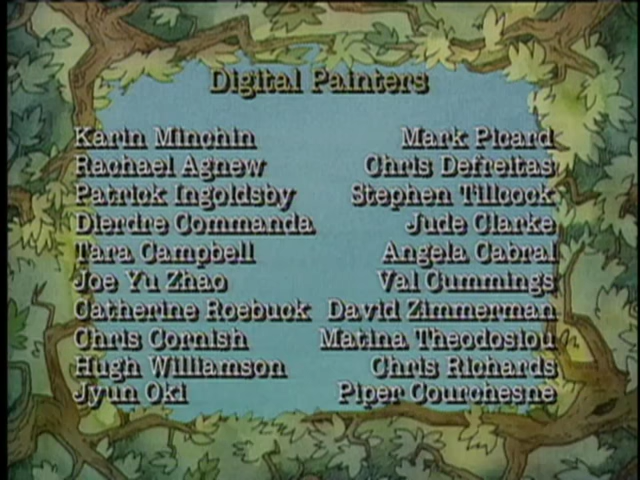 Digital Painters
Karin Minchin Mark Picard
Rachael Agnew Chris Defreitas
Patrick Ingoldsby Stephen Tillcock
Dierdre Commanda Jude Clarke
Tara Campbell Angela Cabral
Joe Yu Zhao Val Cummings
Catherine Roebuck David Zimmerman
Chris Cornish Matina Theodosiou
Hugh Williamson Chris Richards
Jyun Oki Piper Courchesne